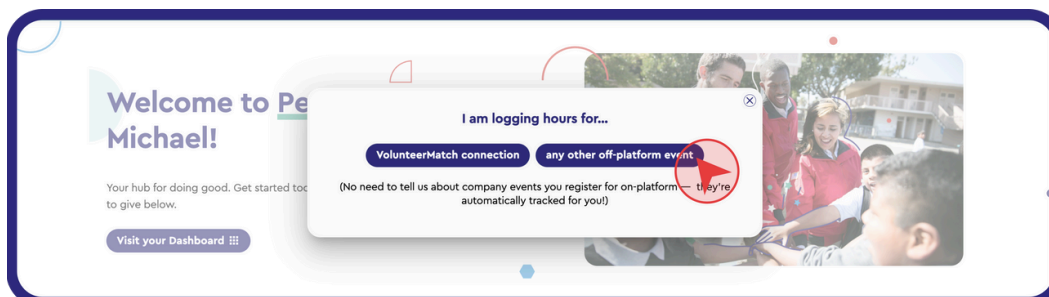 Welcome to Pe
Michael!
Your hub for doing good. Get started
to give below.
Visit your Dashboard
I am logging hours for...
VolunteerMatch connection
any other off-platform event
(No need to tell us about company events you register for on-platform — they're
automatically tracked for you!)